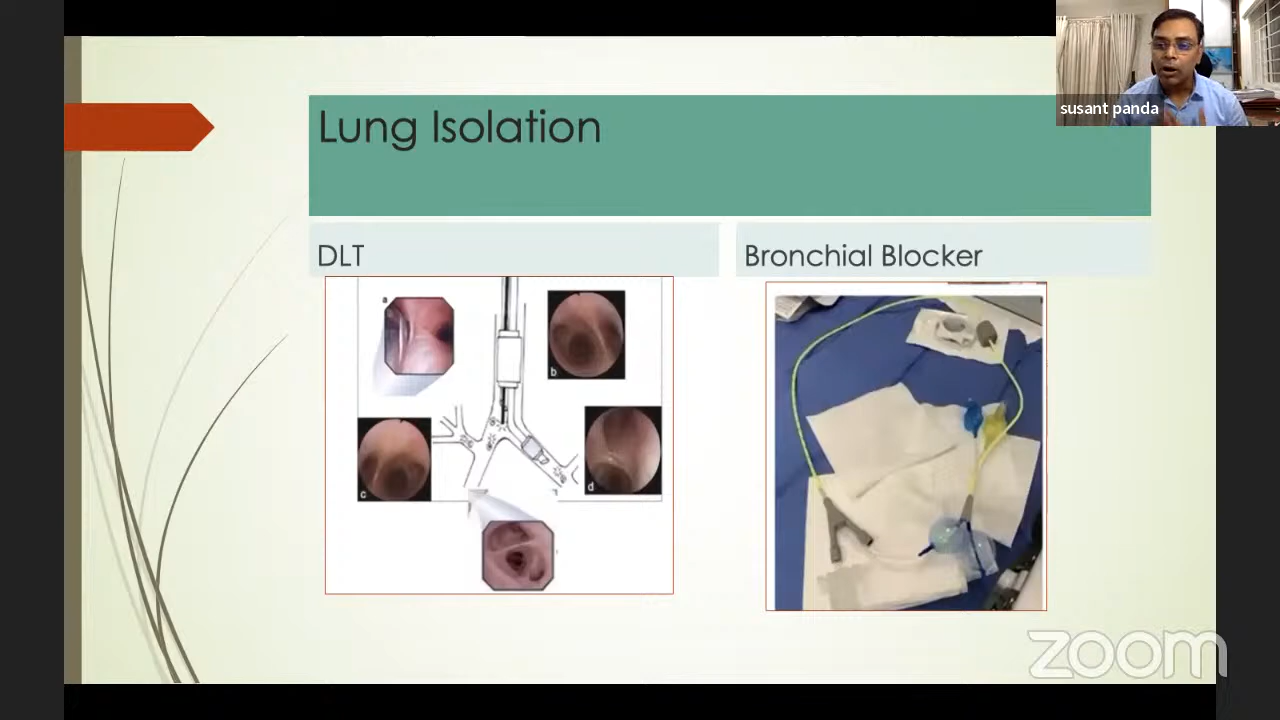 susant panda
Lung Isolation
DLT
Bronchial Blocker
a
b
c
d
zoom